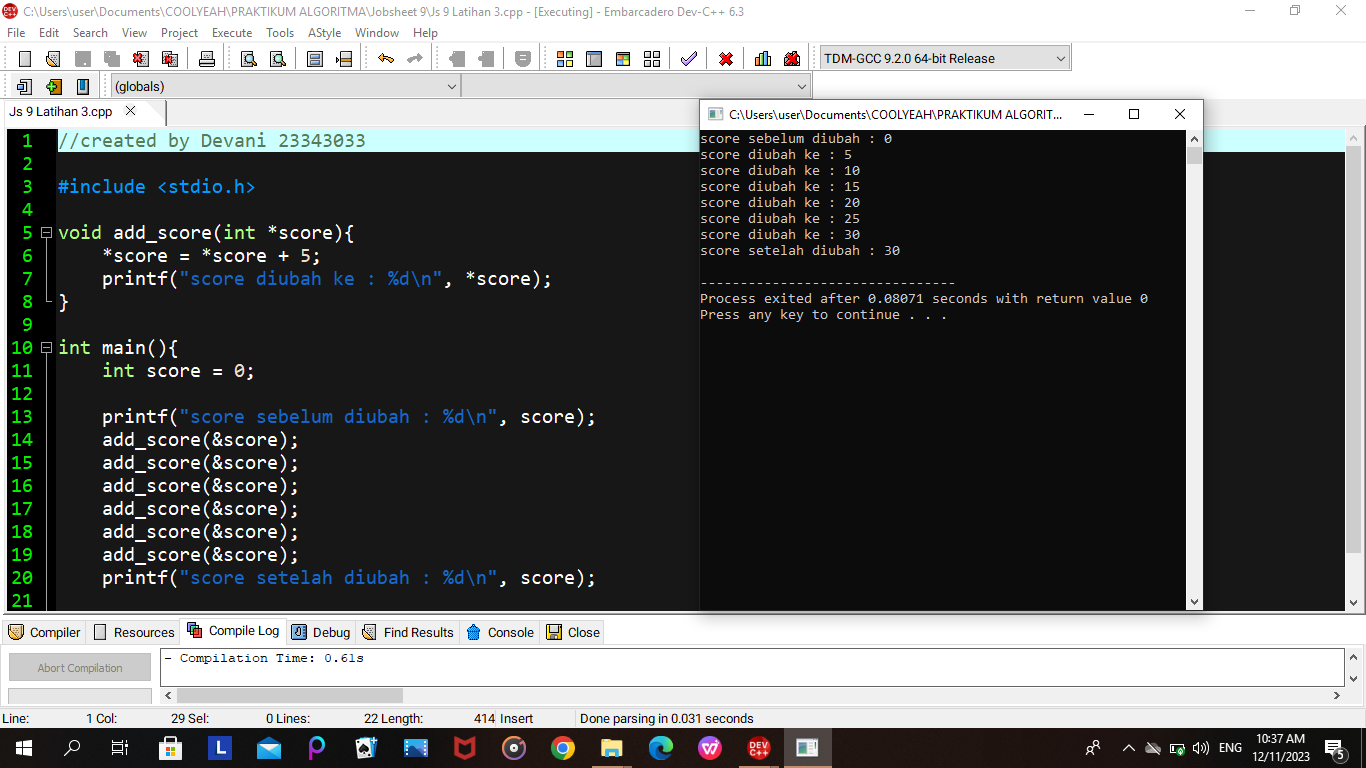 C:\Users\user\Documents\COOLYEAH\PRAKTIKUM ALGORITMA\Jobsheet 9\Js 9 Latihan 3.cpp - [Executing] - Embarcadero Dev-C++ 6.3
File Edit Search View Project Execute Tools AStyle Window Help
TDM-GCC 9.2.0 64-bit Release
(globals)
Js 9 Latihan 3.cpp
1 //created by Devani 23343033
2
3 #include <stdio.h>
4
5 void add_score(int *score){
6 *score = *score + 5;
7 printf("score diubah ke : %d\n", *score);
8 }
9
10 int main(){
11 int score = 0;
12
13 printf("score sebelum diubah : %d\n", score);
14 add_score(&score);
15 add_score(&score);
16 add_score(&score);
17 add_score(&score);
18 add_score(&score);
19 add_score(&score);
20 printf("score setelah diubah : %d\n", score);
21
C:\Users\user\Documents\COOLYEAH\PRAKTIKUM ALGORIT...
score sebelum diubah : 0
score diubah ke : 5
score diubah ke : 10
score diubah ke : 15
score diubah ke : 20
score diubah ke : 25
score diubah ke : 30
score setelah diubah : 30
--------------------------------
Process exited after 0.08071 seconds with return value 0
Press any key to continue . . .
Compiler Resources Compile Log Debug Find Results Console Close
Abort Compilation
- Compilation Time: 0.61s
Line: 1 Col: 29 Sel: 0 Lines: 22 Length: 414 Insert Done parsing in 0.031 seconds
L
DEV C++
ENG
10:37 AM
12/11/2023
5